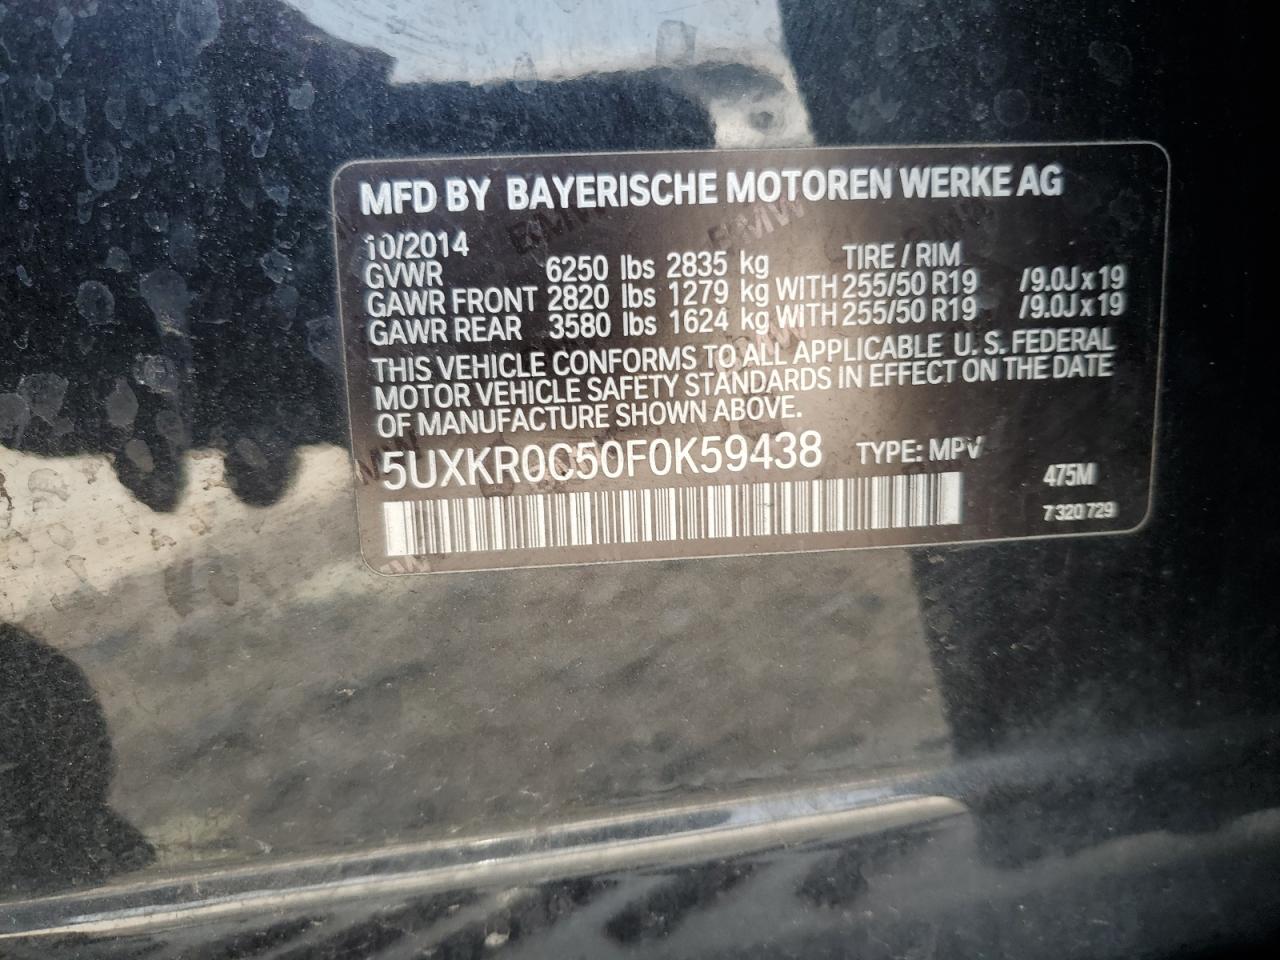 MFD BY BAYERISCHE MOTOREN WERKE AG
10/2014
GVWR 6250 lbs 2835 kg TIRE / RIM
GAWR FRONT 2820 lbs 1279 kg WITH 255/50 R19 /9.0J x 19
GAWR REAR 3580 lbs 1624 kg WITH 255/50 R19 /9.0J x 19
THIS VEHICLE CONFORMS TO ALL APPLICABLE U. S. FEDERAL
MOTOR VEHICLE SAFETY STANDARDS IN EFFECT ON THE DATE
OF MANUFACTURE SHOWN ABOVE.
5UXKR0C50F0K59438 TYPE: MPV
475M
7 320 729